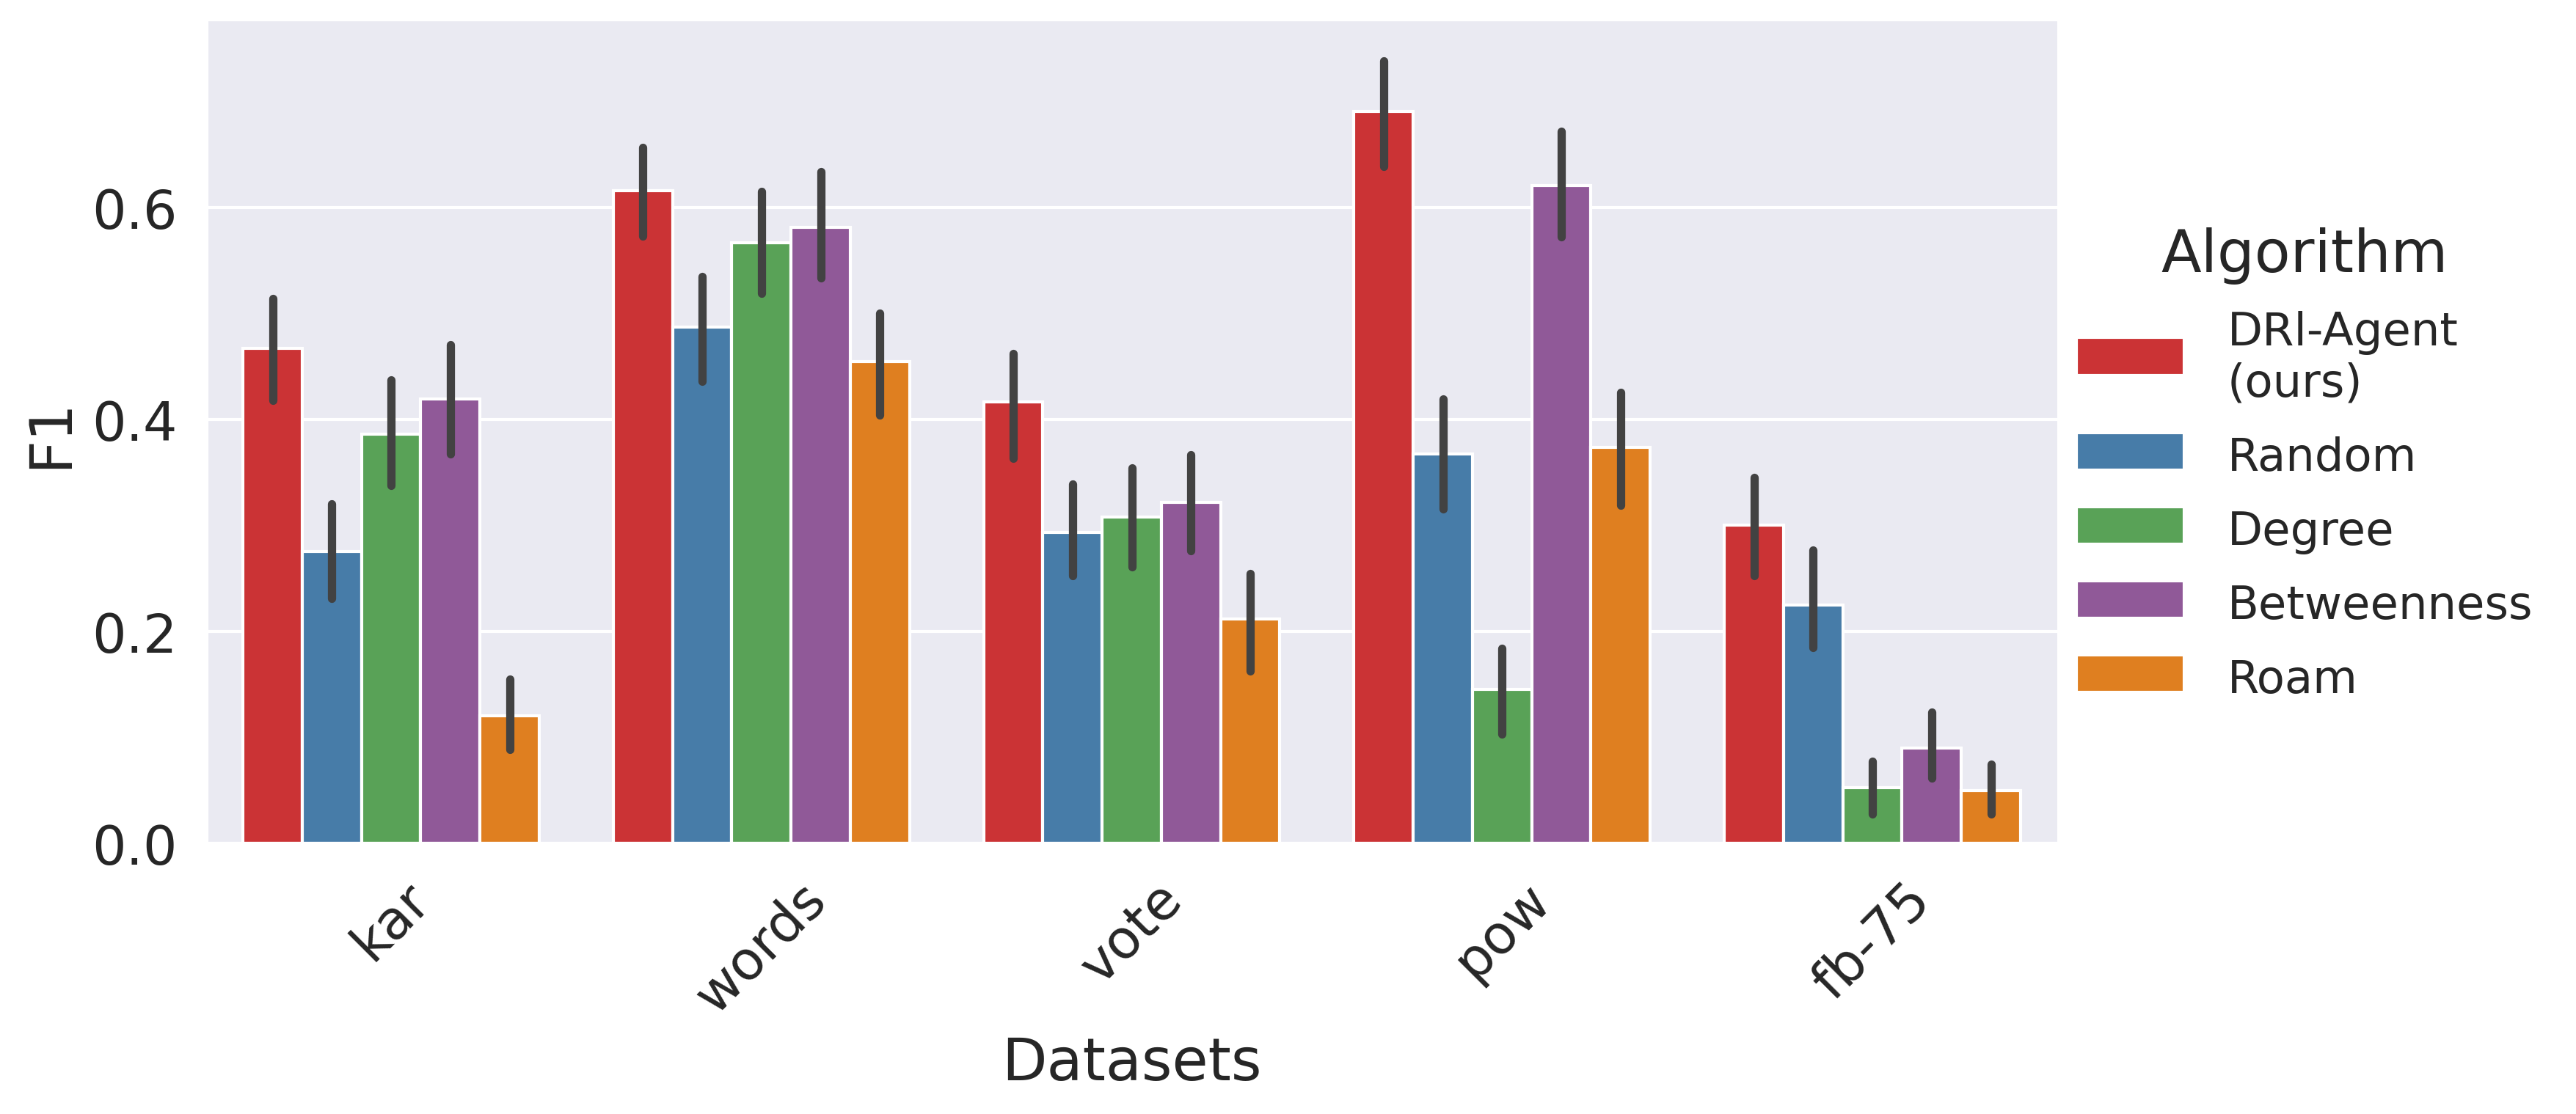 F1
0.6
0.4
0.2
0.0
kar
words
vote
pow
fb-75
Datasets
Algorithm
DRl-Agent
(ours)
Random
Degree
Betweenness
Roam